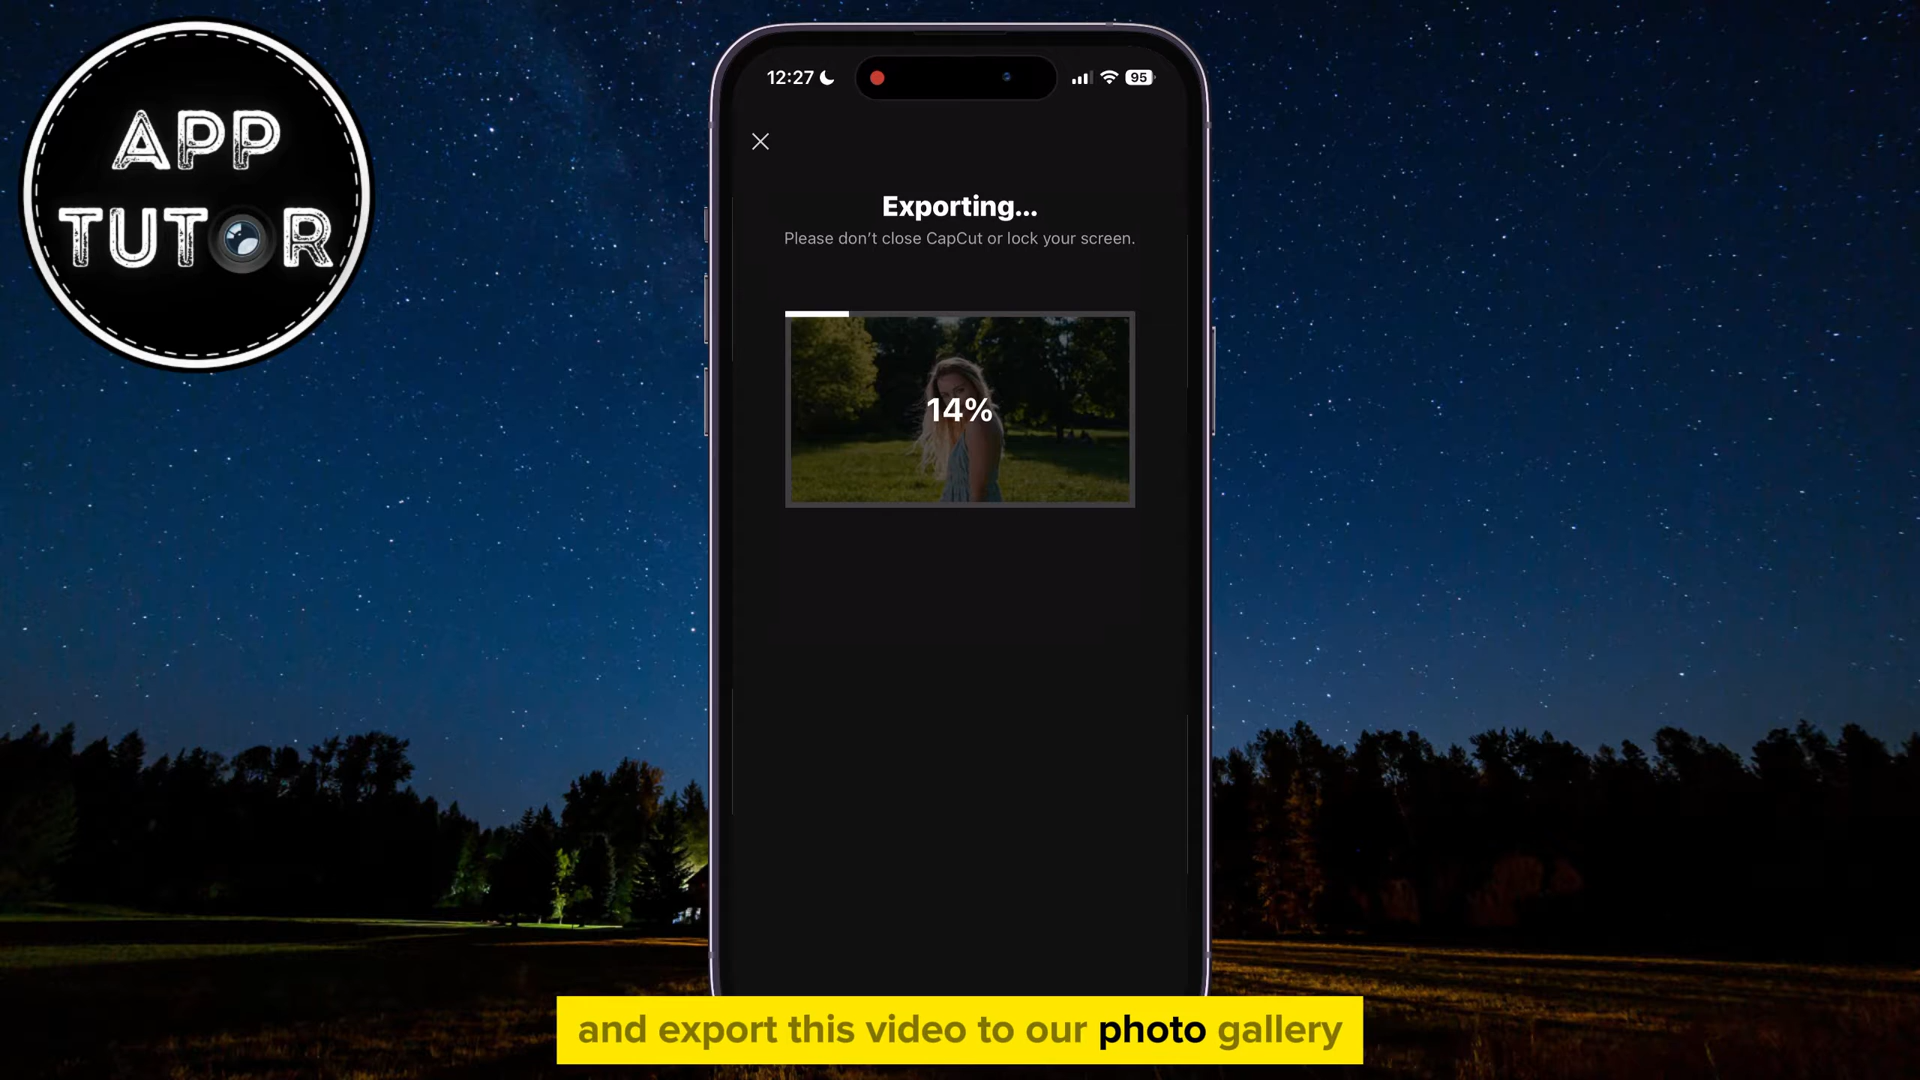 APP
TUTOR
12:27
95
Exporting...
Please don't close CapCut or lock your screen.
14%
and export this video to our photo gallery